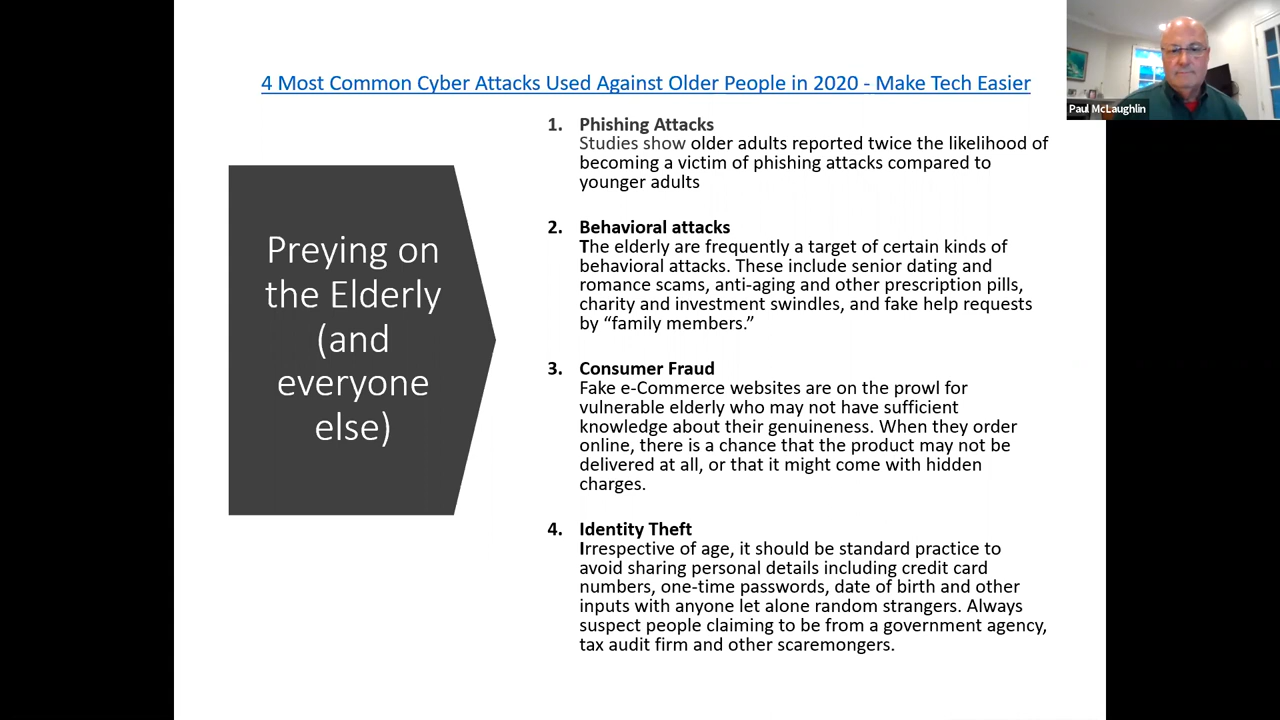 4 Most Common Cyber Attacks Used Against Older People in 2020 - Make Tech Easier
Paul McLaughlin
Preying on
the Elderly
(and
everyone
else)
1. Phishing Attacks
Studies show older adults reported twice the likelihood of
becoming a victim of phishing attacks compared to
younger adults
2. Behavioral attacks
The elderly are frequently a target of certain kinds of
behavioral attacks. These include senior dating and
romance scams, anti-aging and other prescription pills,
charity and investment swindles, and fake help requests
by “family members.”
3. Consumer Fraud
Fake e-Commerce websites are on the prowl for
vulnerable elderly who may not have sufficient
knowledge about their genuineness. When they order
online, there is a chance that the product may not be
delivered at all, or that it might come with hidden
charges.
4. Identity Theft
Irrespective of age, it should be standard practice to
avoid sharing personal details including credit card
numbers, one-time passwords, date of birth and other
inputs with anyone let alone random strangers. Always
suspect people claiming to be from a government agency,
tax audit firm and other scaremongers.